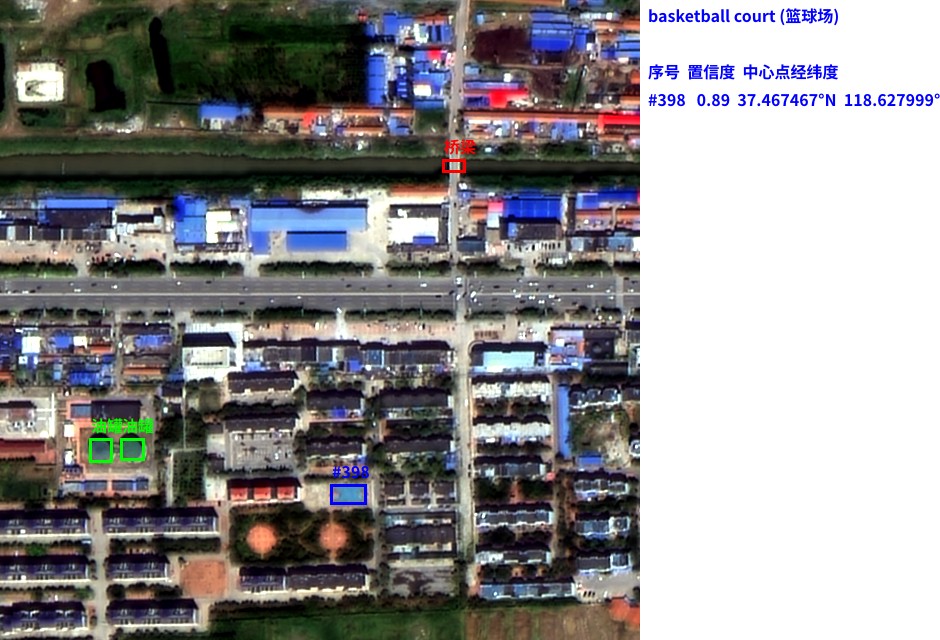 basketball court (篮球场)
序号 置信度 中心点经纬度
#398 0.89 37.467467°N 118.627999°
桥梁
油罐油罐
#398